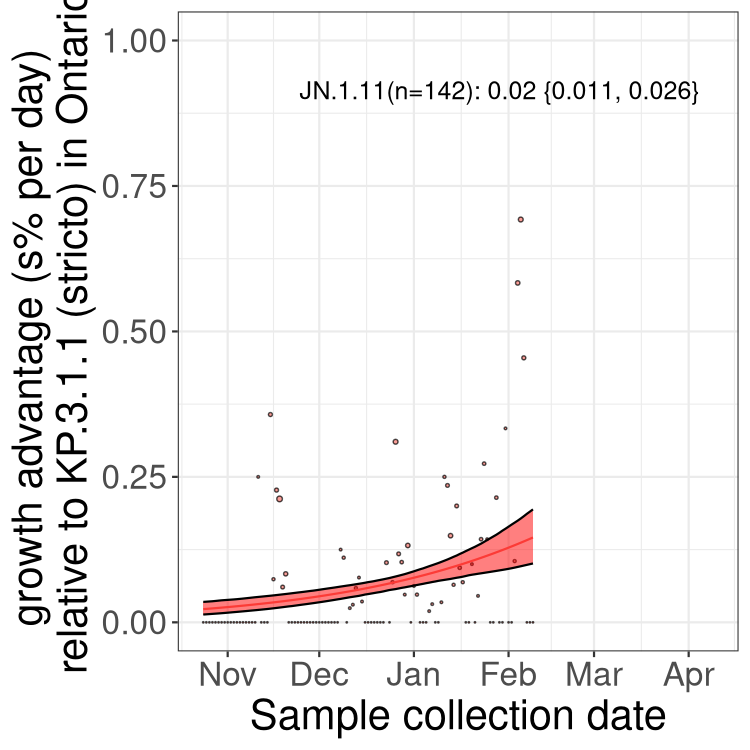 growth advantage (s% per day)
relative to KP.3.1.1 (stricto) in Ontario
1.00
0.75
0.50
0.25
0.00
JN.1.11(n=142): 0.02 {0.011, 0.026}
Nov Dec Jan Feb Mar Apr
Sample collection date